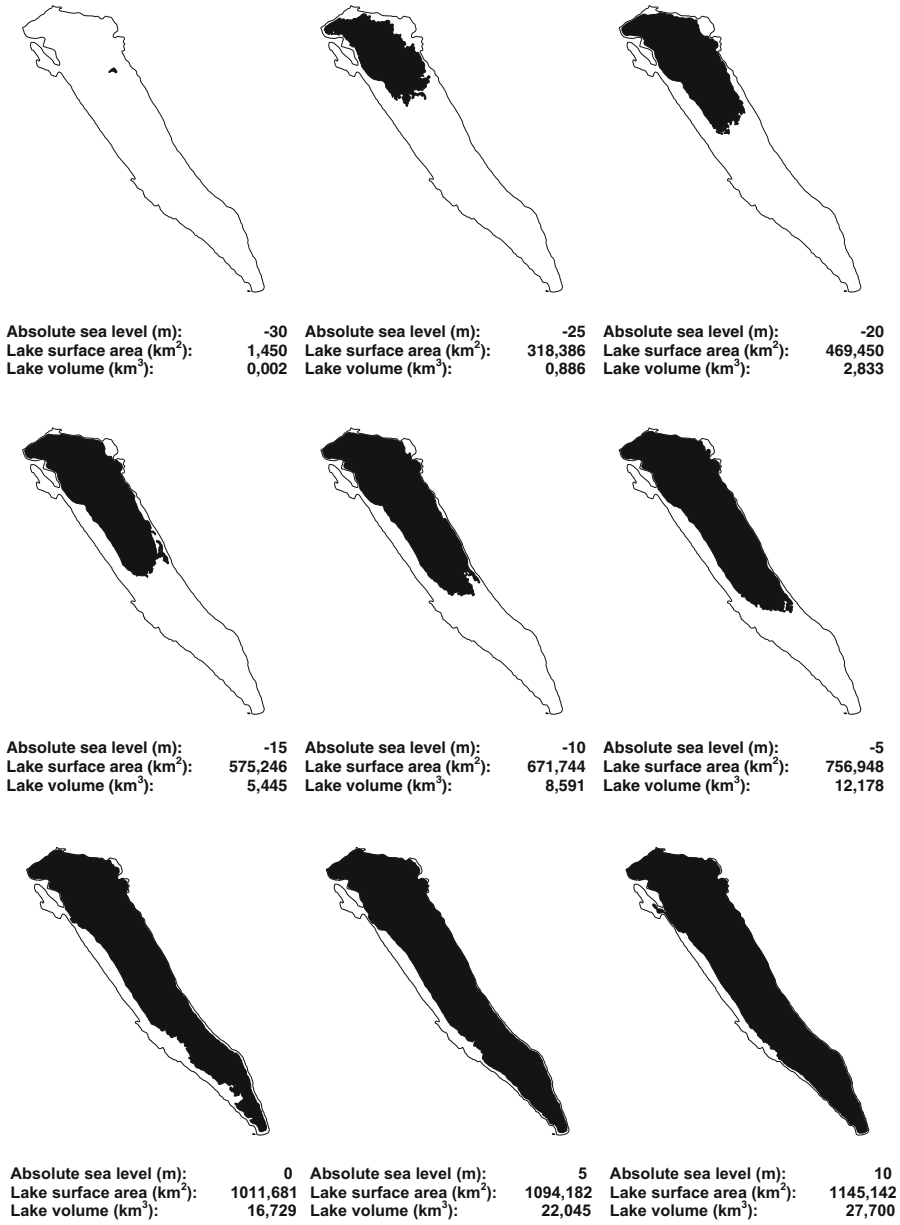 Absolute sea level (m): -30
Lake surface area (km²): 1,450
Lake volume (km³): 0,002
Absolute sea level (m): -25
Lake surface area (km²): 318,386
Lake volume (km³): 0,886
Absolute sea level (m): -20
Lake surface area (km²): 469,450
Lake volume (km³): 2,833
Absolute sea level (m): -15
Lake surface area (km²): 575,246
Lake volume (km³): 5,445
Absolute sea level (m): -10
Lake surface area (km²): 671,744
Lake volume (km³): 8,591
Absolute sea level (m): -5
Lake surface area (km²): 756,948
Lake volume (km³): 12,178
Absolute sea level (m): 0
Lake surface area (km²): 1011,681
Lake volume (km³): 16,729
Absolute sea level (m): 5
Lake surface area (km²): 1094,182
Lake volume (km³): 22,045
Absolute sea level (m): 10
Lake surface area (km²): 1145,142
Lake volume (km³): 27,700